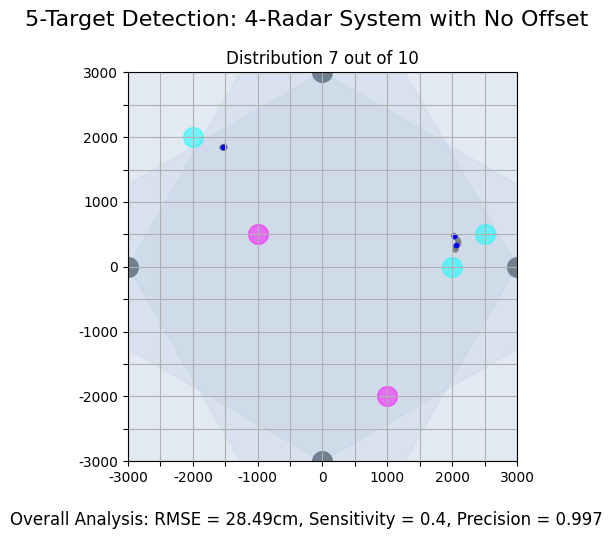 5-Target Detection: 4-Radar System with No Offset
Distribution 7 out of 10
3000
2000
1000
0
-1000
-2000
-3000
-3000 -2000 -1000 0 1000 2000 3000
Overall Analysis: RMSE = 28.49cm, Sensitivity = 0.4, Precision = 0.997